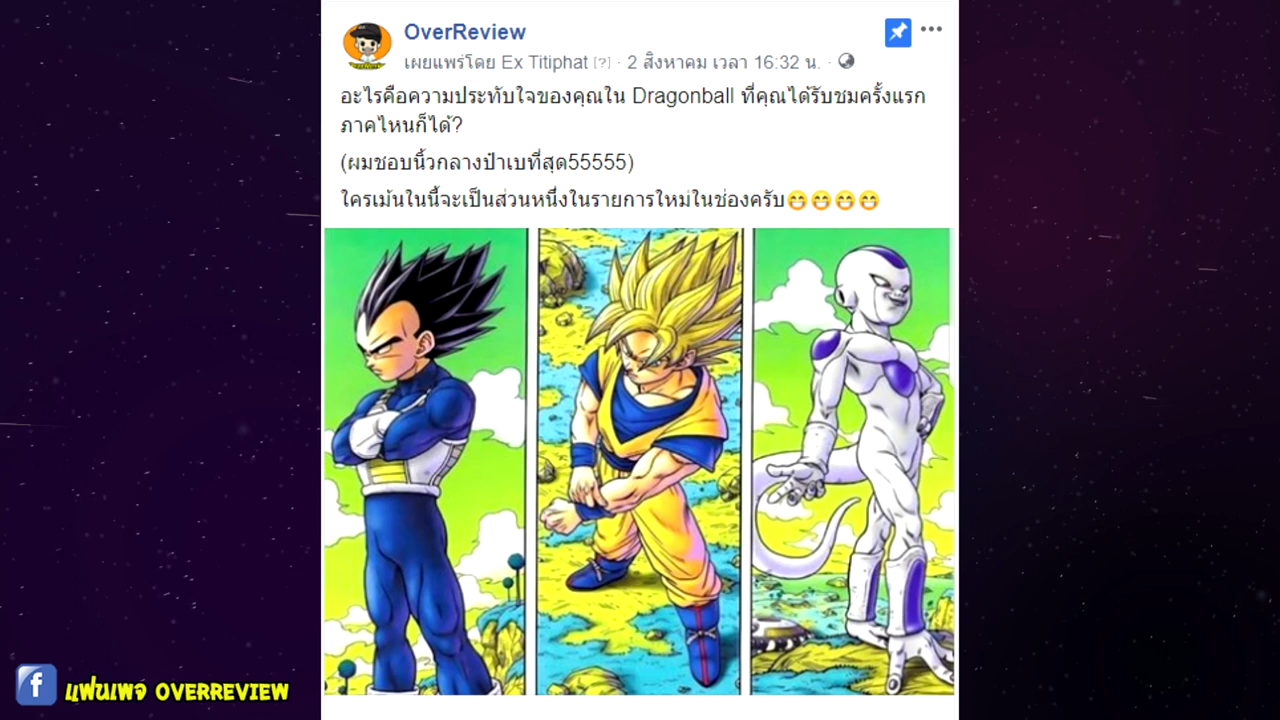 OverReview
เผยแพร่โดย Ex Titiphat [?] · 2 สิงหาคม เวลา 16:32 น. ·
อะไรคือความประทับใจของคุณใน Dragonball ที่คุณได้รับชมครั้งแรก
ภาคไหนก็ได้?
(ผมชอบนิ้วกลางป๋าเบที่สุด55555)
ใครเม้นในนี้จะเป็นส่วนหนึ่งในรายการใหม่ในช่องครับ😁😁😁😁
f แฟนเพจ OVERREVIEW